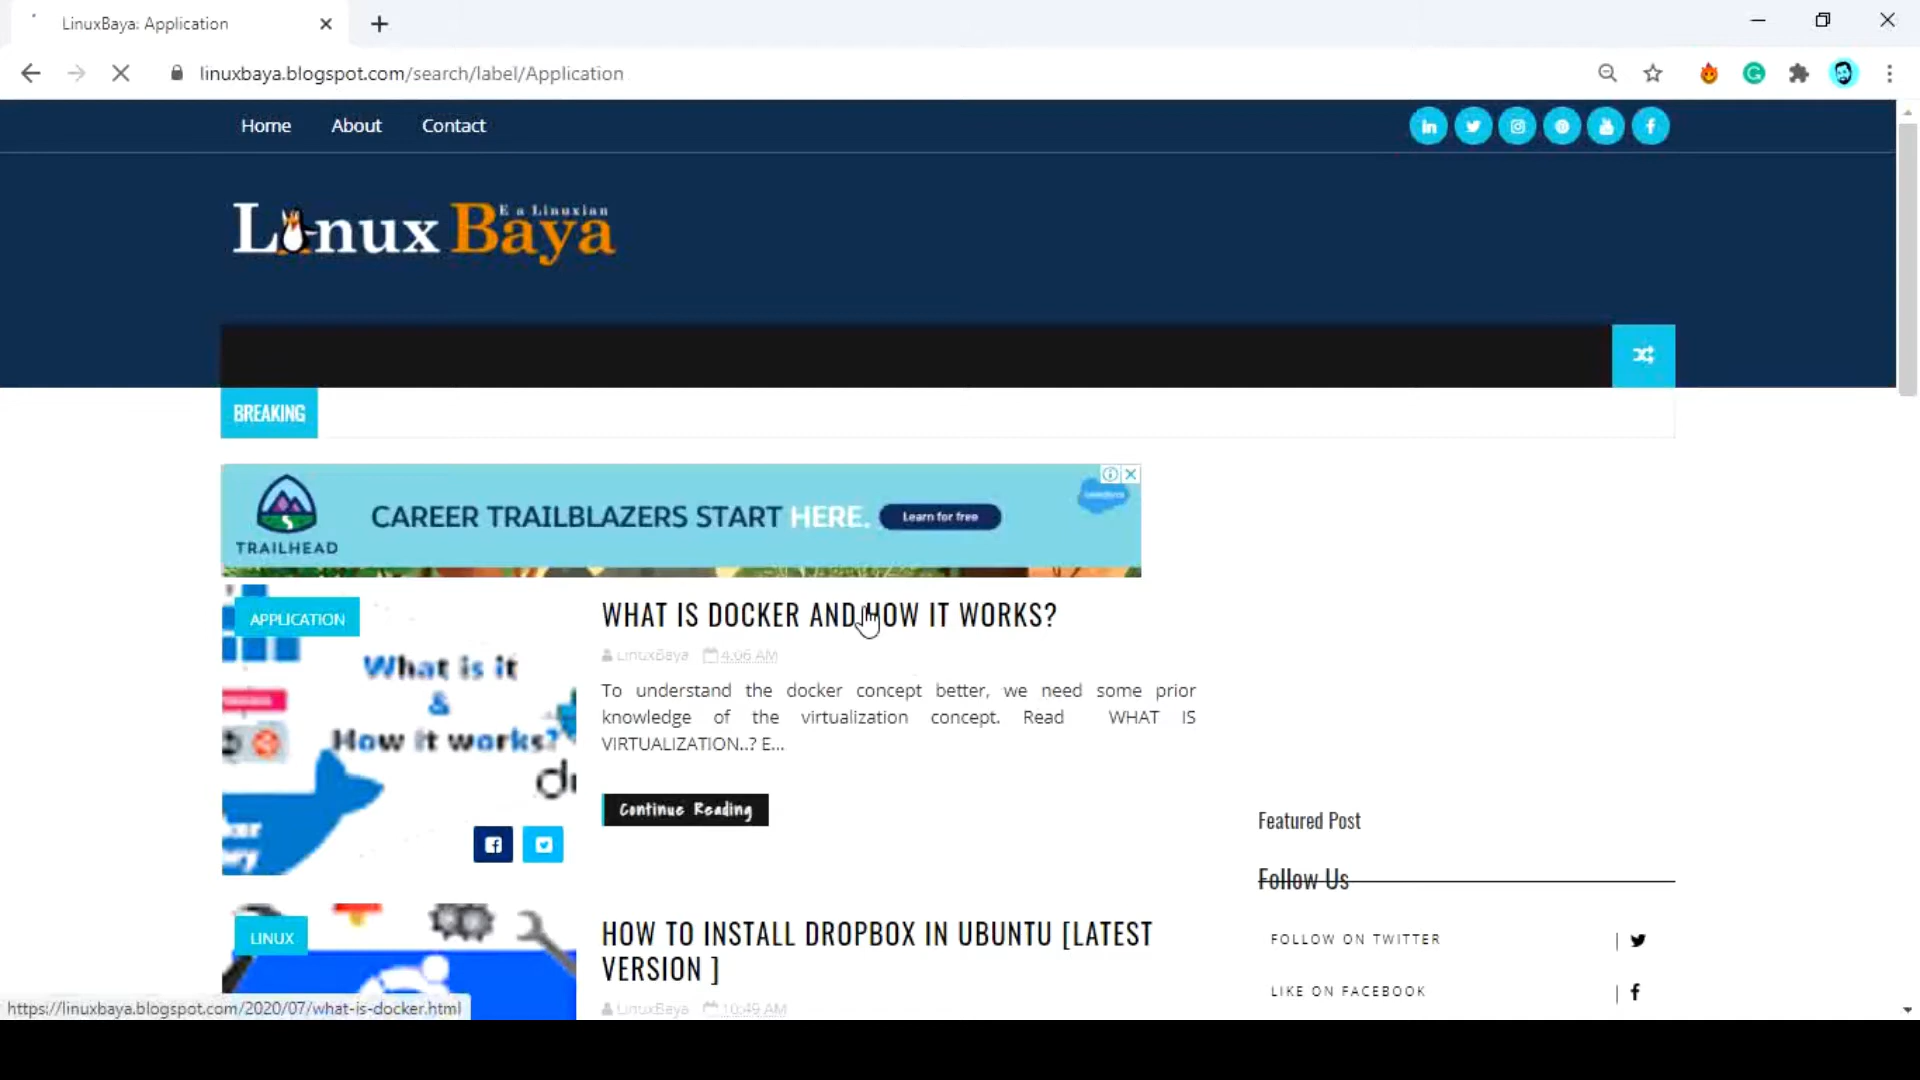 LinuxBaya: Application
linuxbaya.blogspot.com/search/label/Application
Home About Contact
Linux Baya
E a Linuxian
BREAKING
TRAILHEAD
CAREER TRAILBLAZERS START HERE.
Learn for free
APPLICATION
What is it
&
How it works?
WHAT IS DOCKER AND HOW IT WORKS?
LinuxBaya 4:06 AM
To understand the docker concept better, we need some prior
knowledge of the virtualization concept. Read WHAT IS
VIRTUALIZATION..? E...
Continue Reading
Featured Post
Follow Us
FOLLOW ON TWITTER
LIKE ON FACEBOOK
LINUX
HOW TO INSTALL DROPBOX IN UBUNTU [LATEST
VERSION ]
LinuxBaya 10:49 AM
https://linuxbaya.blogspot.com/2020/07/what-is-docker.html